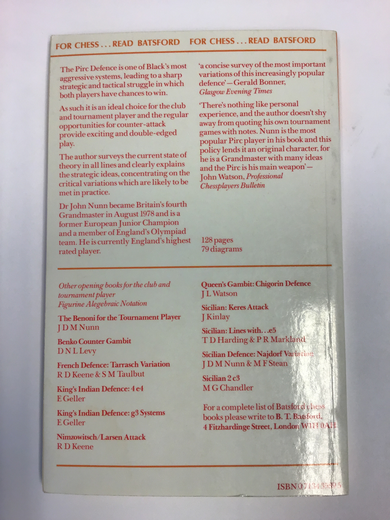 FOR CHESS...READ BATSFORD FOR CHESS...READ BATSFORD
The Pirc Defence is one of Black's most
aggressive systems, leading to a sharp
strategic and tactical struggle in which
both players have chances to win.
As such it is an ideal choice for the club
and tournament player and the regular
opportunities for counter-attack
provide exciting and double-edged
play.
The author surveys the current state of
theory in all lines and clearly explains
the strategic ideas, concentrating on the
critical variations which are likely to be
met in practice.
Dr John Nunn became Britain's fourth
Grandmaster in August 1978 and is a
former European Junior Champion
and a member of England's Olympiad
team. He is currently England's highest
rated player.
'a concise survey of the most important
variations of this increasingly popular
defence' – Gerald Bonner,
Glasgow Evening Times
'There's nothing like personal
experience, and the author doesn't shy
away from quoting his own tournament
games with notes. Nunn is the most
popular Pirc player in his book and this
policy lends it an original character, for
he is a Grandmaster with many ideas
and the Pirc is his main weapon' –
John Watson, Professional
Chessplayers Bulletin
128 pages
79 diagrams
Other opening books for the club and
tournament player
Figurine Alegebraic Notation
The Benoni for the Tournament Player
J D M Nunn
Benko Counter Gambit
D N L Levy
French Defence: Tarrasch Variation
R D Keene & S M Taulbut
King's Indian Defence: 4 e4
E Geller
King's Indian Defence: g3 Systems
E Geller
Nimzowitsch/Larsen Attack
R D Keene
Queen's Gambit: Chigorin Defence
J L Watson
Sicilian: Keres Attack
J Kinlay
Sicilian: Lines with...e5
T D Harding & P R Markland
Sicilian Defence: Najdorf Variation
J D M Nunn & M F Stean
Sicilian 2 c3
M G Chandler
For a complete list of Batsford chess
books please write to B. T. Batsford,
4 Fitzhardinge Street, London W1H 0AH
ISBN